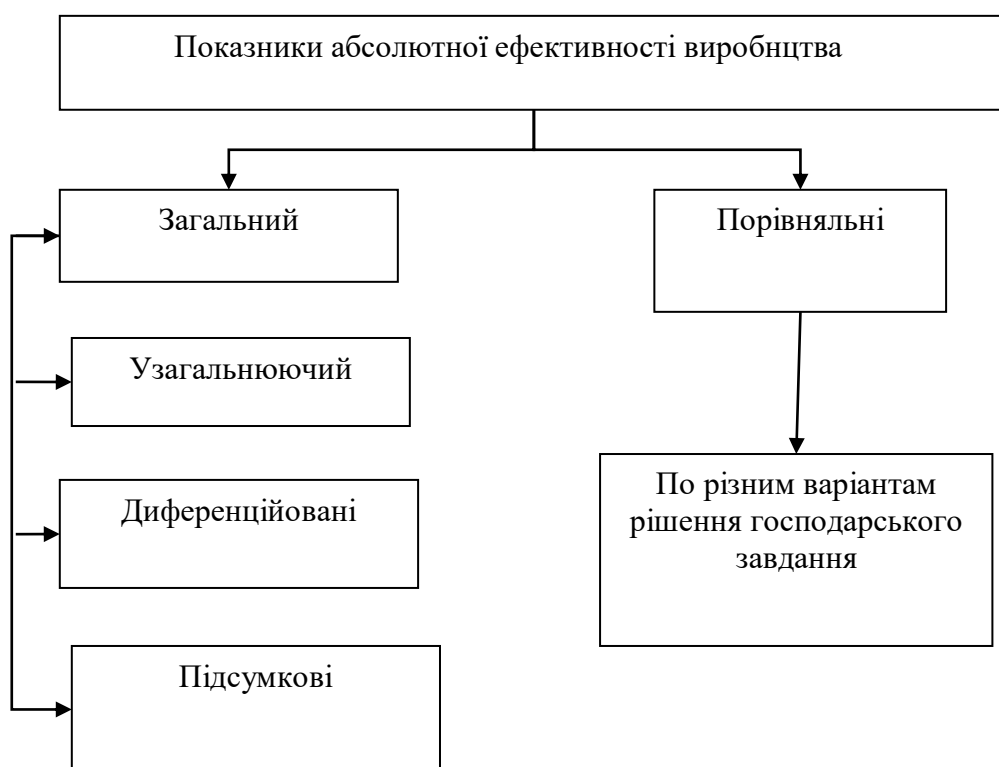 Показники абсолютної ефективності виробнцтва
Загальний
Порівняльні
Узагальнюючий
Диференційовані
По різним варіантам
рішення господарського
завдання
Підсумкові